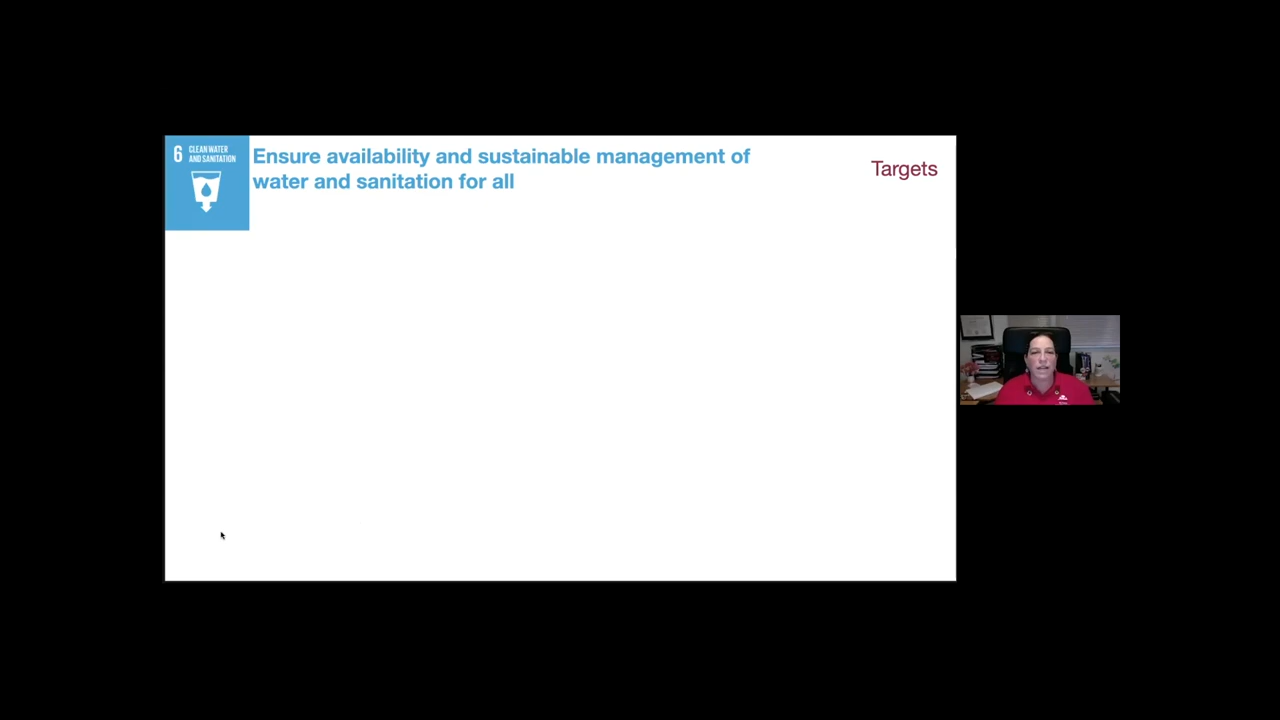 6 CLEAN WATER
AND SANITATION
Ensure availability and sustainable management of
water and sanitation for all
Targets